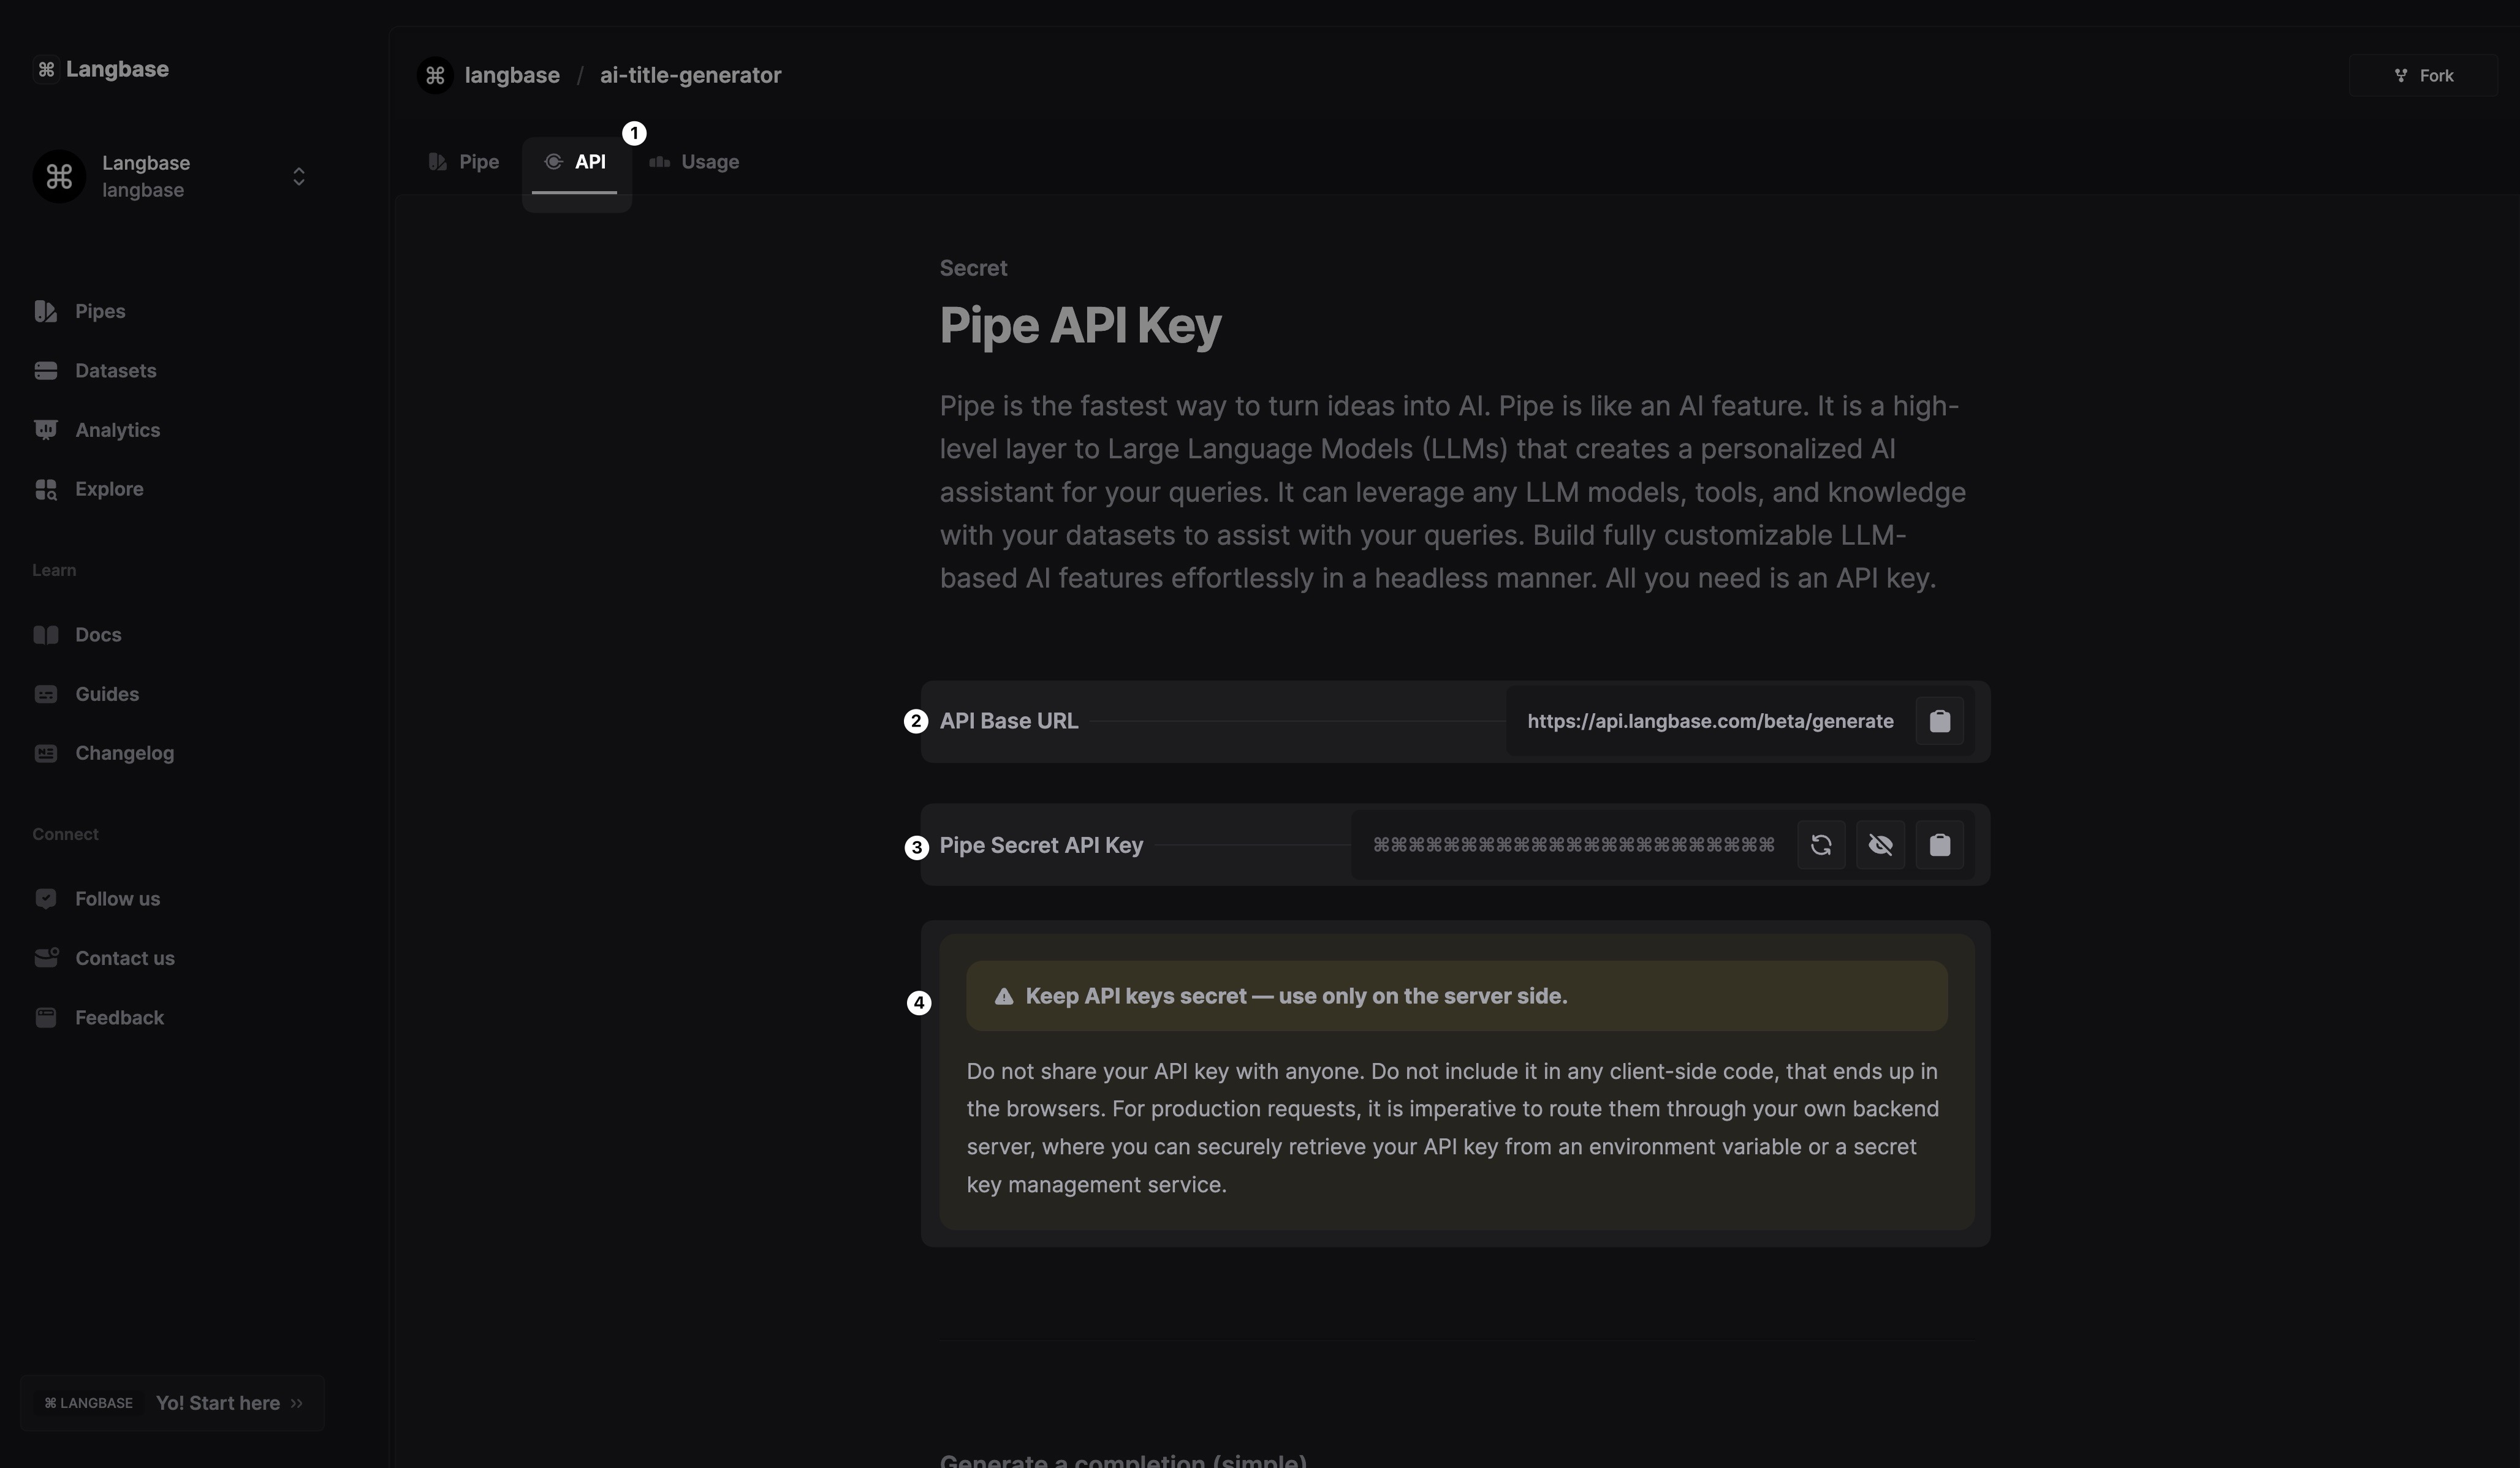 ⌘ Langbase
Langbase
langbase
Pipes
Datasets
Analytics
Explore
Learn
Docs
Guides
Changelog
Connect
Follow us
Contact us
Feedback
⌘ LANGBASE Yo! Start here »
⌘ langbase / ai-title-generator
Fork
1
Pipe API Usage
Secret
Pipe API Key
Pipe is the fastest way to turn ideas into AI. Pipe is like an AI feature. It is a high-
level layer to Large Language Models (LLMs) that creates a personalized AI
assistant for your queries. It can leverage any LLM models, tools, and knowledge
with your datasets to assist with your queries. Build fully customizable LLM-
based AI features effortlessly in a headless manner. All you need is an API key.
2 API Base URL https://api.langbase.com/beta/generate
3 Pipe Secret API Key ⌘⌘⌘⌘⌘⌘⌘⌘⌘⌘⌘⌘⌘⌘⌘⌘⌘⌘⌘⌘⌘⌘⌘
4 Keep API keys secret — use only on the server side.
Do not share your API key with anyone. Do not include it in any client-side code, that ends up in
the browsers. For production requests, it is imperative to route them through your own backend
server, where you can securely retrieve your API key from an environment variable or a secret
key management service.
Generate a completion (simple)